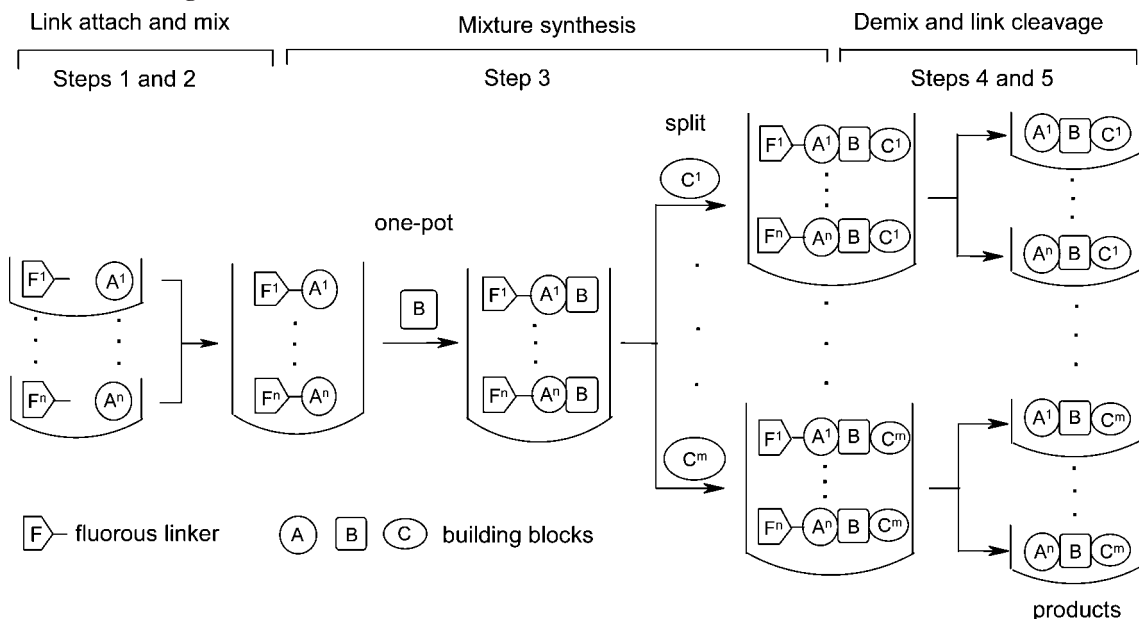 Link attach and mix
Mixture synthesis
Demix and link cleavage
Steps 1 and 2
Step 3
Steps 4 and 5
split
one-pot
F¹ A¹
Fⁿ Aⁿ
F¹ A¹
Fⁿ Aⁿ
B
F¹ A¹ B
Fⁿ Aⁿ B
C¹
Cᵐ
F¹ A¹ B C¹
Fⁿ Aⁿ B C¹
F¹ A¹ B Cᵐ
Fⁿ Aⁿ B Cᵐ
A¹ B C¹
Aⁿ B C¹
A¹ B Cᵐ
Aⁿ B Cᵐ
F fluorous linker
A B C building blocks
products